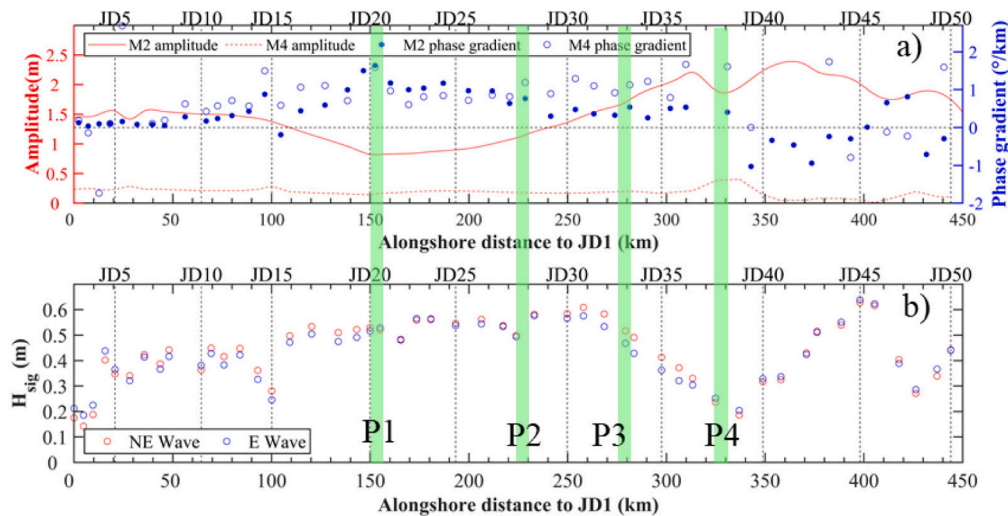 JD5 JD10 JD15 JD20 JD25 JD30 JD35 JD40 JD45 JD50
M2 amplitude M4 amplitude M2 phase gradient M4 phase gradient
a)
Amplitude(m)
2.5
2
1.5
1
0.5
0
Phase gradient(°/km)
2
1
0
-1
-2
0 50 100 150 200 250 300 350 400 450
Alongshore distance to JD1 (km)
JD5 JD10 JD15 JD20 JD25 JD30 JD35 JD40 JD45 JD50
b)
H_sig (m)
0.6
0.5
0.4
0.3
0.2
0.1
0
P1 P2 P3 P4
NE Wave E Wave
0 50 100 150 200 250 300 350 400 450
Alongshore distance to JD1 (km)